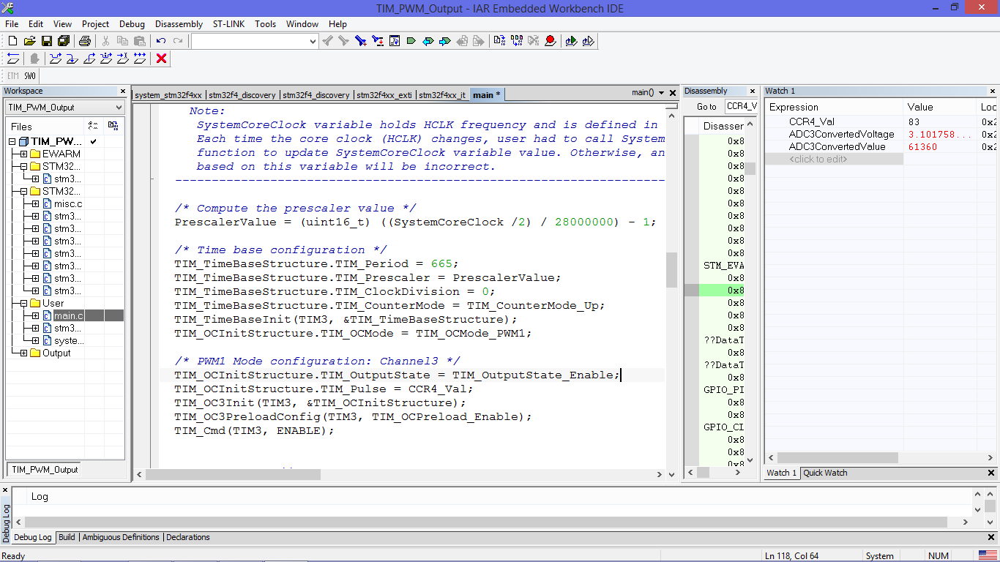 TIM_PWM_Output - IAR Embedded Workbench IDE
File Edit View Project Debug Disassembly ST-LINK Tools Window Help
ETM SWO
Workspace
TIM_PWM_Output
Files
TIM_PW...
EWARM
STM32...
stm3...
STM32...
misc.c
stm3...
stm3...
stm3...
stm3...
stm3...
stm3...
stm3...
User
main.c
stm3...
syste...
Output
TIM_PWM_Output
system_stm32f4xx stm32f4_discovery stm32f4_discovery stm32f4xx_exti stm32f4xx_it main * main()
Note:
SystemCoreClock variable holds HCLK frequency and is defined in
Each time the core clock (HCLK) changes, user had to call System
function to update SystemCoreClock variable value. Otherwise, an
based on this variable will be incorrect.
-------------------------------------------------------------------
/* Compute the prescaler value */
PrescalerValue = (uint16_t) ((SystemCoreClock /2) / 28000000) - 1;
/* Time base configuration */
TIM_TimeBaseStructure.TIM_Period = 665;
TIM_TimeBaseStructure.TIM_Prescaler = PrescalerValue;
TIM_TimeBaseStructure.TIM_ClockDivision = 0;
TIM_TimeBaseStructure.TIM_CounterMode = TIM_CounterMode_Up;
TIM_TimeBaseInit(TIM3, &TIM_TimeBaseStructure);
TIM_OCInitStructure.TIM_OCMode = TIM_OCMode_PWM1;
/* PWM1 Mode configuration: Channel3 */
TIM_OCInitStructure.TIM_OutputState = TIM_OutputState_Enable;
TIM_OCInitStructure.TIM_Pulse = CCR4_Val;
TIM_OC3Init(TIM3, &TIM_OCInitStructure);
TIM_OC3PreloadConfig(TIM3, TIM_OCPreload_Enable);
TIM_Cmd(TIM3, ENABLE);
Disassembly
Go to CCR4_V
Disasser
0x8
0x8
0x8
0x8
0x8
0x8
0x8
0x8
0x8
0x8
STM_EVA
0x8
0x8
0x8
0x8
0x8
??DataT
0x8
??DataT
0x8
GPIO_PI
0x8
0x8
GPIO_CI
0x8
0x8
0x8
Watch 1
Expression Value Loc
CCR4_Val 83 0x2
ADC3ConvertedVoltage 3.101758... 0x2
ADC3ConvertedValue 61360 0x2
<click to edit>
Watch 1 Quick Watch
Debug Log
Log
Debug Log Build Ambiguous Definitions Declarations
Ready Ln 118, Col 64 System NUM